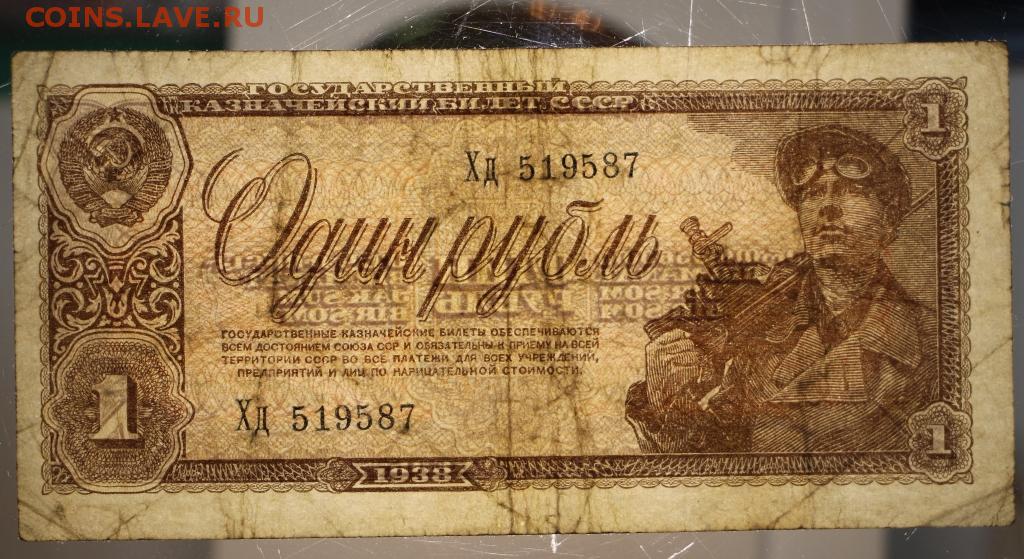 COINS.LAVE.RU
ГОСУДАРСТВЕННЫЙ
КАЗНАЧЕЙСКИЙ БИЛЕТ СССР
1
Хд 519587
Один рубль
ГОСУДАРСТВЕННЫЕ КАЗНАЧЕЙСКИЕ БИЛЕТЫ ОБЕСПЕЧИВАЮТСЯ
ВСЕМ ДОСТОЯНИЕМ СОЮЗА ССР И ОБЯЗАТЕЛЬНЫ К ПРИЕМУ НА ВСЕЙ
ТЕРРИТОРИИ СССР ВО ВСЕ ПЛАТЕЖИ ДЛЯ ВСЕХ УЧРЕЖДЕНИЙ,
ПРЕДПРИЯТИЙ И ЛИЦ ПО НАРИЦАТЕЛЬНОЙ СТОИМОСТИ.
1
Хд 519587
1
1938